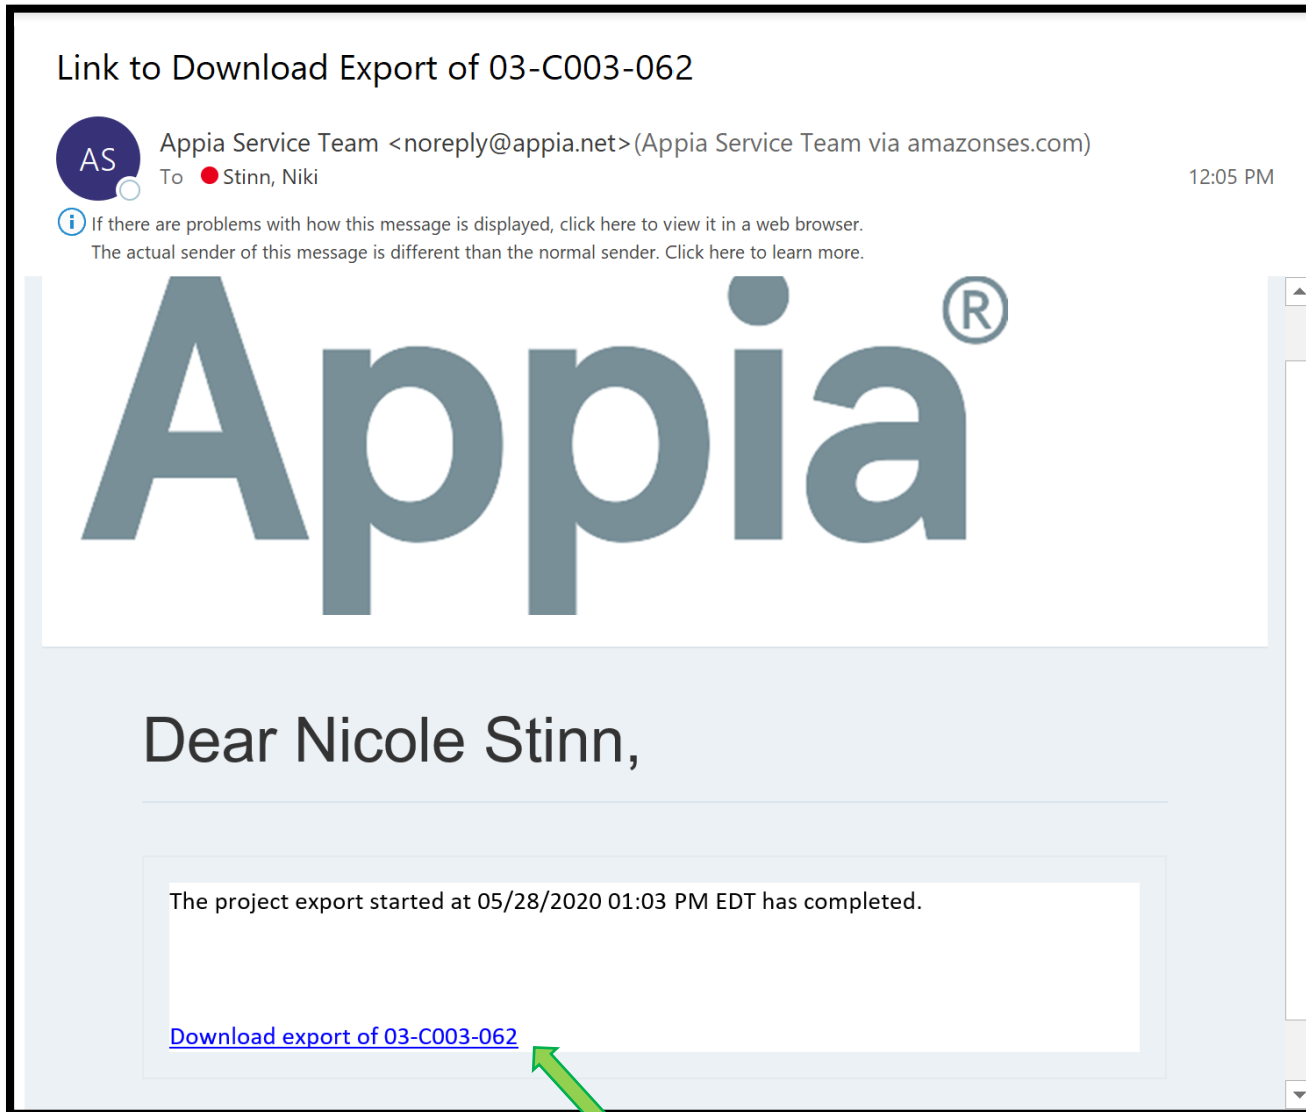 Link to Download Export of 03-C003-062
AS
Appia Service Team <noreply@appia.net>(Appia Service Team via amazonses.com)
To Stinn, Niki
12:05 PM
i If there are problems with how this message is displayed, click here to view it in a web browser.
The actual sender of this message is different than the normal sender. Click here to learn more.
Appia®
Dear Nicole Stinn,
The project export started at 05/28/2020 01:03 PM EDT has completed.
Download export of 03-C003-062